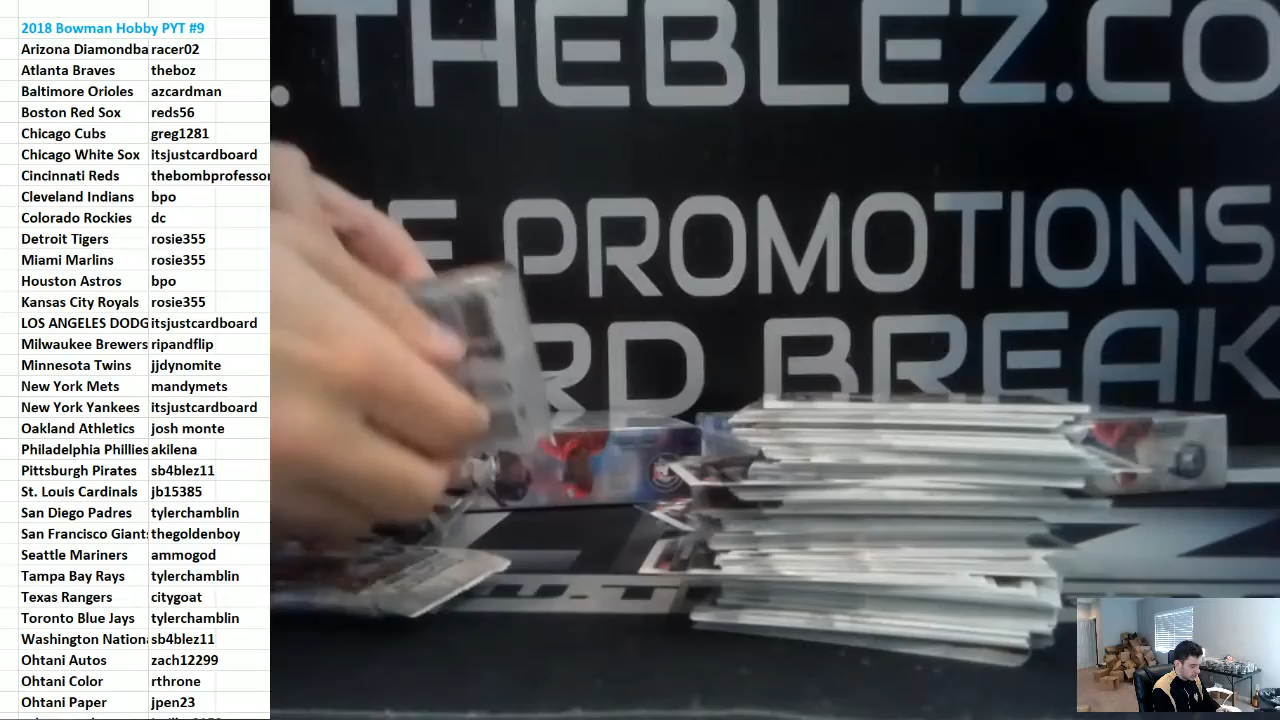 2018 Bowman Hobby PYT #9
Arizona Diamondba racer02
Atlanta Braves theboz
Baltimore Orioles azcardman
Boston Red Sox reds56
Chicago Cubs greg1281
Chicago White Sox itsjustcardboard
Cincinnati Reds thebombprofessor
Cleveland Indians bpo
Colorado Rockies dc
Detroit Tigers rosie355
Miami Marlins rosie355
Houston Astros bpo
Kansas City Royals rosie355
LOS ANGELES DODG itsjustcardboard
Milwaukee Brewers ripandflip
Minnesota Twins jjdynomite
New York Mets mandymets
New York Yankees itsjustcardboard
Oakland Athletics josh monte
Philadelphia Phillies akilena
Pittsburgh Pirates sb4blez11
St. Louis Cardinals jb15385
San Diego Padres tylerchamblin
San Francisco Giants thegoldenboy
Seattle Mariners ammogod
Tampa Bay Rays tylerchamblin
Texas Rangers citygoat
Toronto Blue Jays tylerchamblin
Washington Nation sb4blez11
Ohtani Autos zach12299
Ohtani Color rthrone
Ohtani Paper jpen23
.THEBLEZ.CO
E PROMOTIONS
RD BREAK